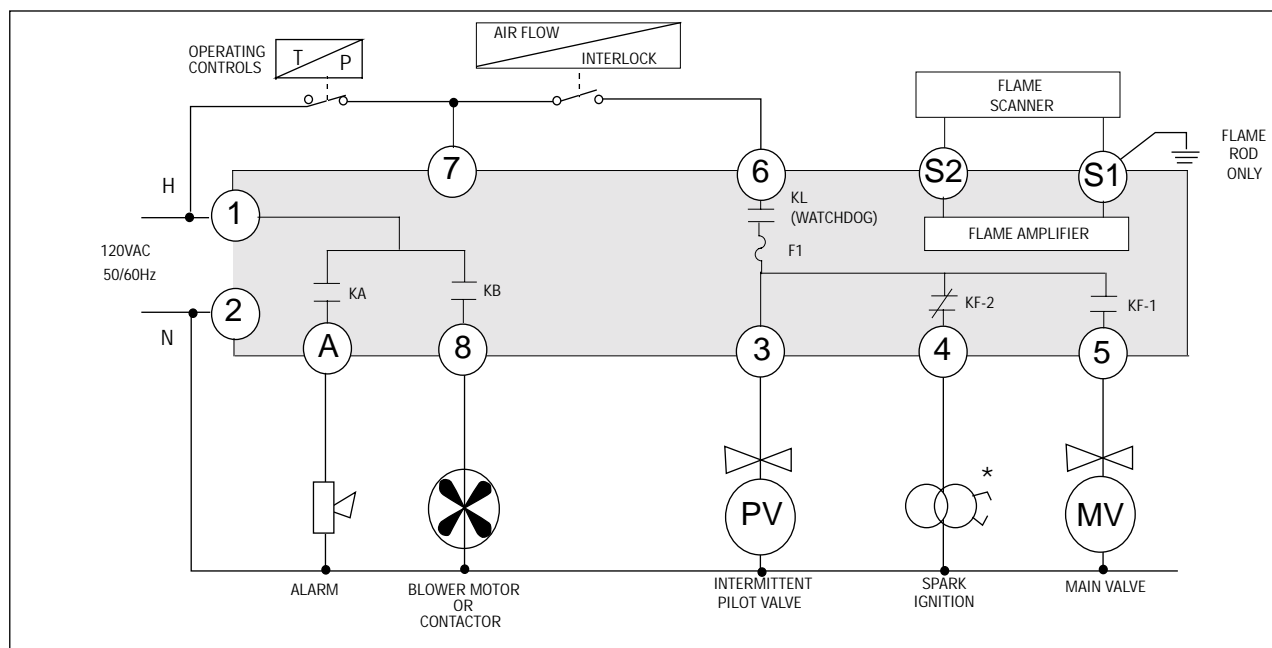 OPERATING
CONTROLS
T
P
AIR FLOW
INTERLOCK
FLAME
SCANNER
FLAME
ROD
ONLY
7
6
S2
S1
H
1
KL
(WATCHDOG)
FLAME AMPLIFIER
120VAC
50/60Hz
F1
2
KA
KB
KF-2
KF-1
N
A
8
3
4
5
*
PV
MV
ALARM
BLOWER MOTOR
OR
CONTACTOR
INTERMITTENT
PILOT VALVE
SPARK
IGNITION
MAIN VALVE